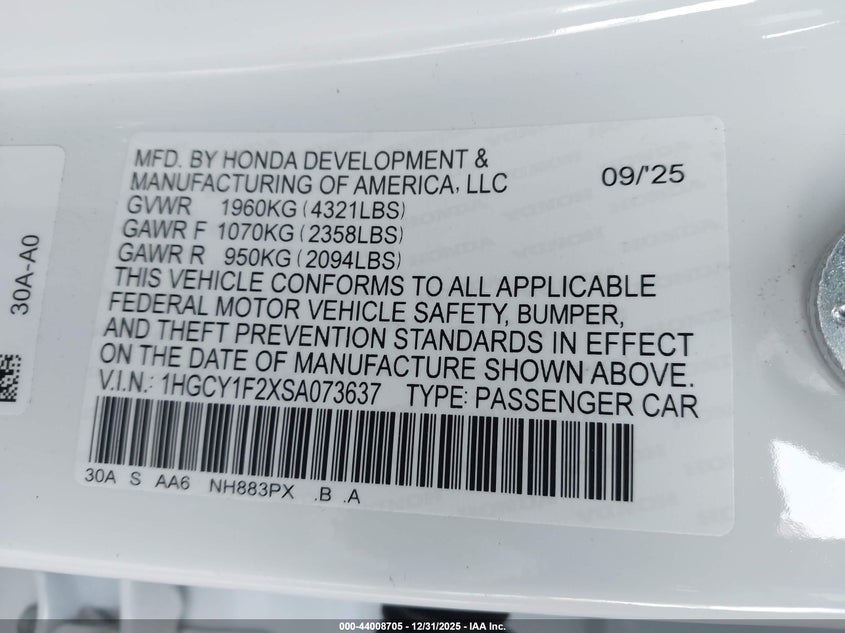 30A-A0
MFD. BY HONDA DEVELOPMENT &
MANUFACTURING OF AMERICA, LLC 09/'25
GVWR 1960KG (4321LBS)
GAWR F 1070KG (2358LBS)
GAWR R 950KG (2094LBS)
THIS VEHICLE CONFORMS TO ALL APPLICABLE
FEDERAL MOTOR VEHICLE SAFETY, BUMPER,
AND THEFT PREVENTION STANDARDS IN EFFECT
ON THE DATE OF MANUFACTURE SHOWN ABOVE.
V.I.N.: 1HGCY1F2XSA073637 TYPE: PASSENGER CAR
30A S AA6 NH883PX .B .A
000-44008705 - 12/31/2025 - IAA Inc.